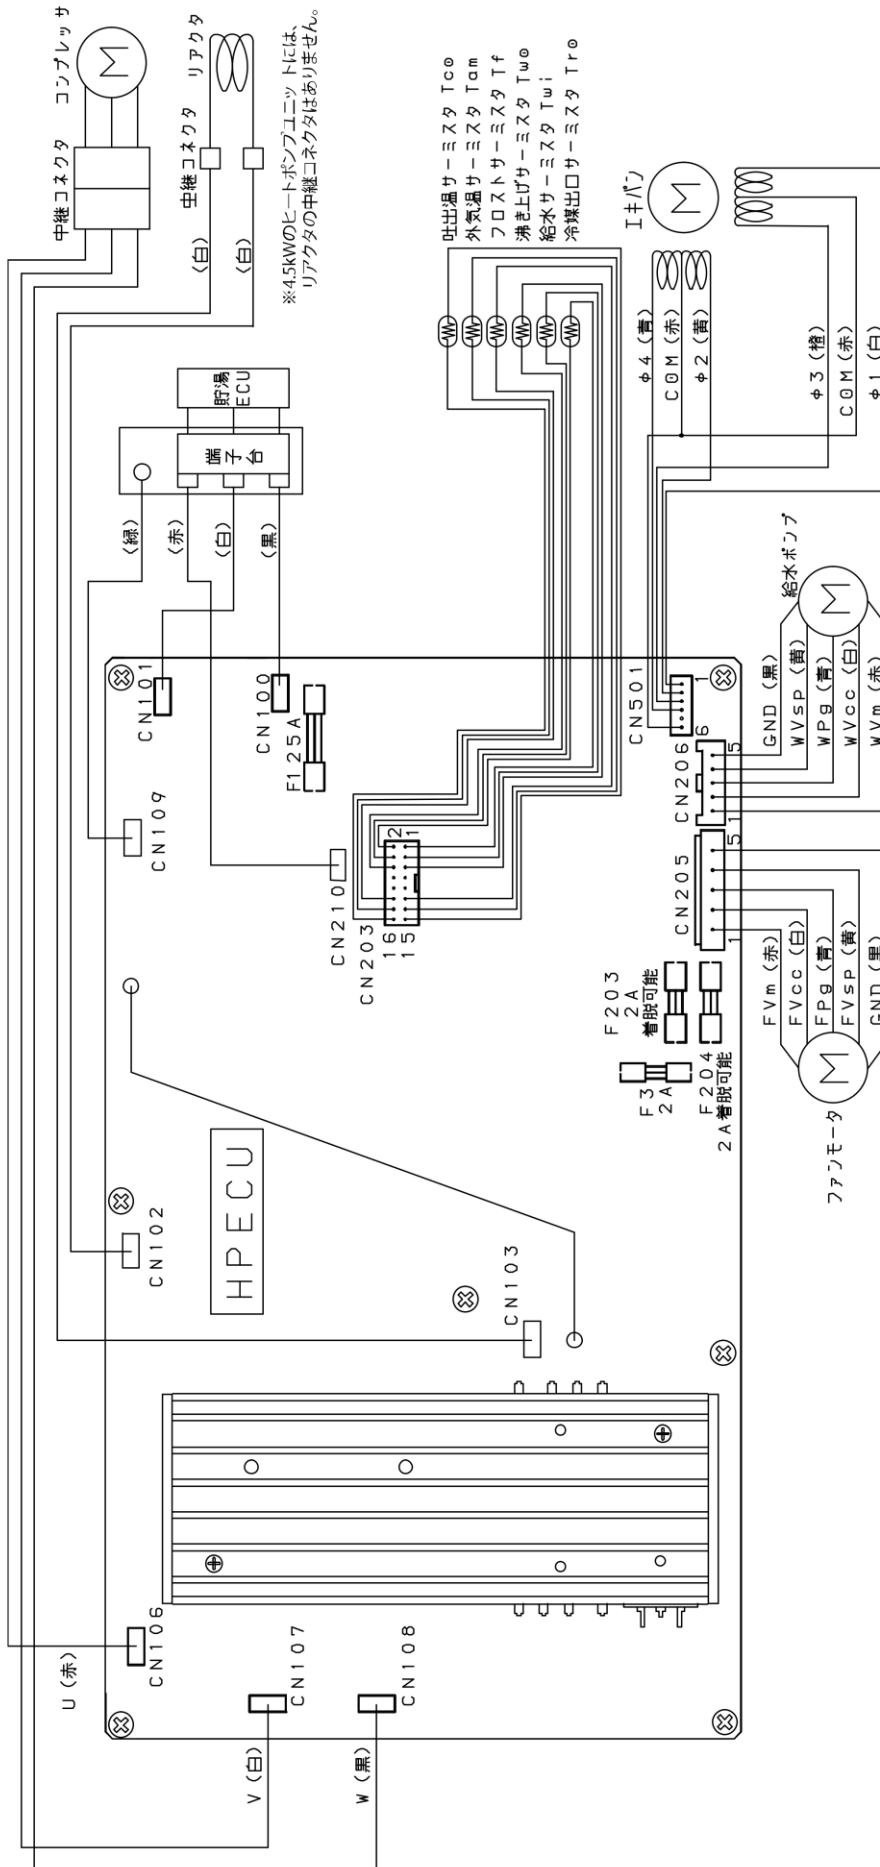 コンプレッサ
M
中継コネクタ
リアクタ
中継コネクタ
(白)
(白)
※4.5kWのヒートポンプユニットには、
リアクタの中継コネクタはありません。
貯湯
ECU
端子台
(緑)
(赤)
(白)
(黒)
吐出温サーミスタ Tco
外気温サーミスタ Tam
フロストサーミスタ Tf
沸き上げサーミスタ Two
給水サーミスタ Twi
冷媒出口サーミスタ Tro
エキパン
M
φ4(青)
COM(赤)
φ2(黄)
φ3(橙)
COM(赤)
φ1(白)
給水ポンプ
M
GND(黒)
WVsp(黄)
WPg(青)
WVcc(白)
WVm(赤)
CN101
CN100
F1 25A
CN109
CN210
CN203
16
15
2
1
CN501
6
1
CN206
1
5
CN205
1
5
F203
2A
着脱可能
F3
2A
F204
2A着脱可能
FVm(赤)
FVcc(白)
FPg(青)
FVsp(黄)
GND(黒)
M
ファンモータ
HPECU
CN102
CN103
CN106
CN107
CN108
U(赤)
V(白)
W(黒)